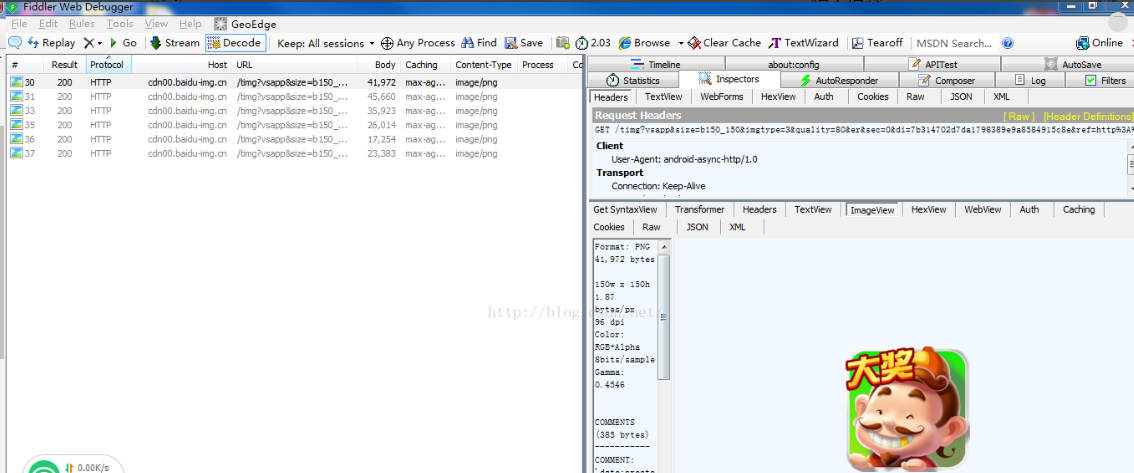 Fiddler Web Debugger
File Edit Rules Tools View Help GeoEdge
Replay Go Stream Decode Keep: All sessions Any Process Find Save 2.03 Browse Clear Cache TextWizard Tearoff MSDN Search... Online
# Result Protocol Host URL Body Caching Content-Type Process Co
30 200 HTTP cdn00.baidu-img.cn /timg?vsapp&size=b150_... 41,972 max-ag... image/png
31 200 HTTP cdn00.baidu-img.cn /timg?vsapp&size=b150_... 45,660 max-ag... image/png
33 200 HTTP cdn00.baidu-img.cn /timg?vsapp&size=b150_... 35,923 max-ag... image/png
35 200 HTTP cdn00.baidu-img.cn /timg?vsapp&size=b150_... 26,014 max-ag... image/png
36 200 HTTP cdn00.baidu-img.cn /timg?vsapp&size=b150_... 17,254 max-ag... image/png
37 200 HTTP cdn00.baidu-img.cn /timg?vsapp&size=b150_... 23,383 max-ag... image/png
0.00K/s
Timeline about:config APITest AutoSave
Statistics Inspectors AutoResponder Composer Log Filters
Headers TextView WebForms HexView Auth Cookies Raw JSON XML
Request Headers [ Raw ] [Header Definitions]
GET /timg?vsapp&size=b150_150&imgtype=3&quality=80&er&sec=0&di=7b314702d7da1798389e9a8584915c8e&ref=http%3A%
Client
User-Agent: android-async-http/1.0
Transport
Connection: Keep-Alive
Get SyntaxView Transformer Headers TextView ImageView HexView WebView Auth Caching
Cookies Raw JSON XML
Format: PNG
41,972 bytes
150w x 150h
1.87
bytes/px
96 dpi
Color:
RGB+Alpha
8bits/sample
Gamma:
0.4546
COMMENTS
(385 bytes)
-----------
COMMENT:
大奖